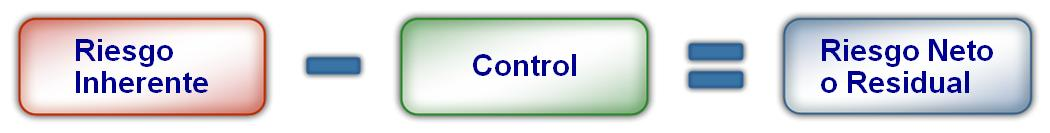 Riesgo
Inherente
−
Control
=
Riesgo Neto
o Residual